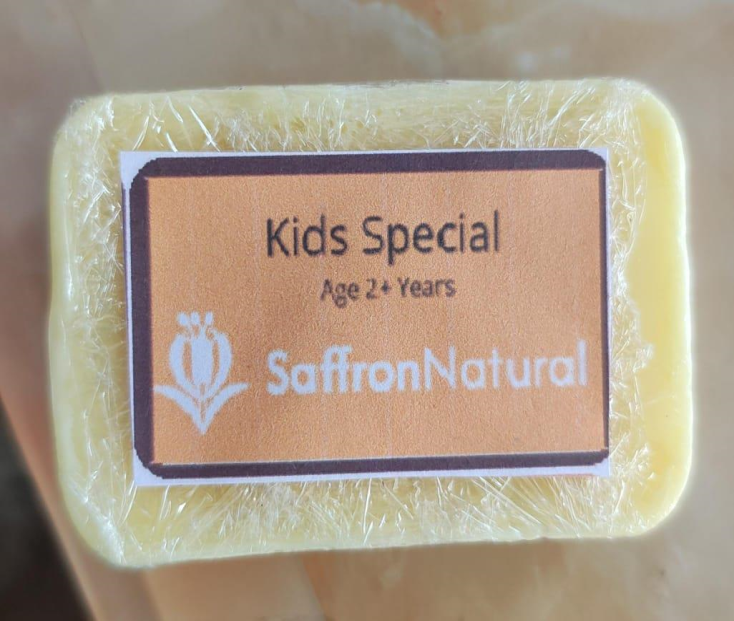 Kids Special
Age 2+ Years
SaffronNatural